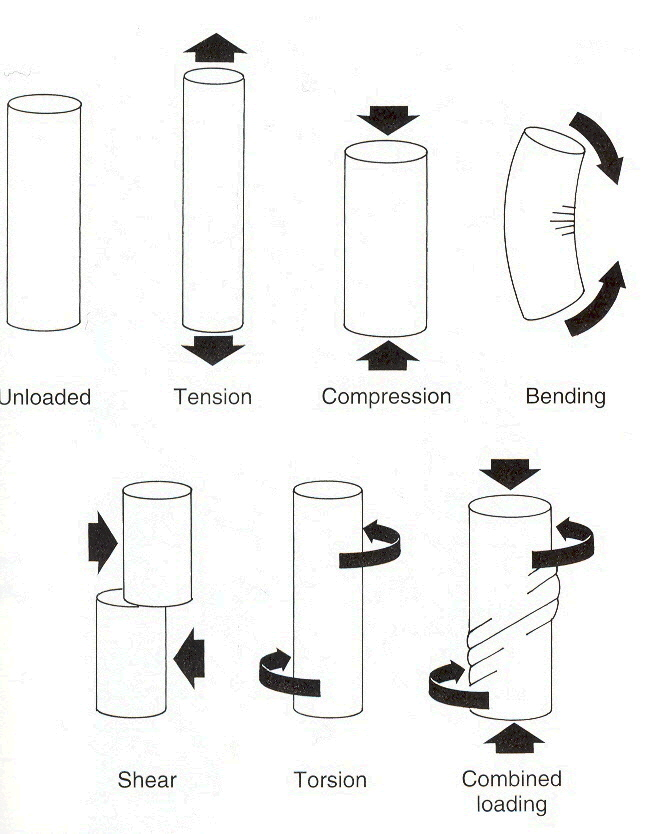 Unloaded
Tension
Compression
Bending
Shear
Torsion
Combined
loading